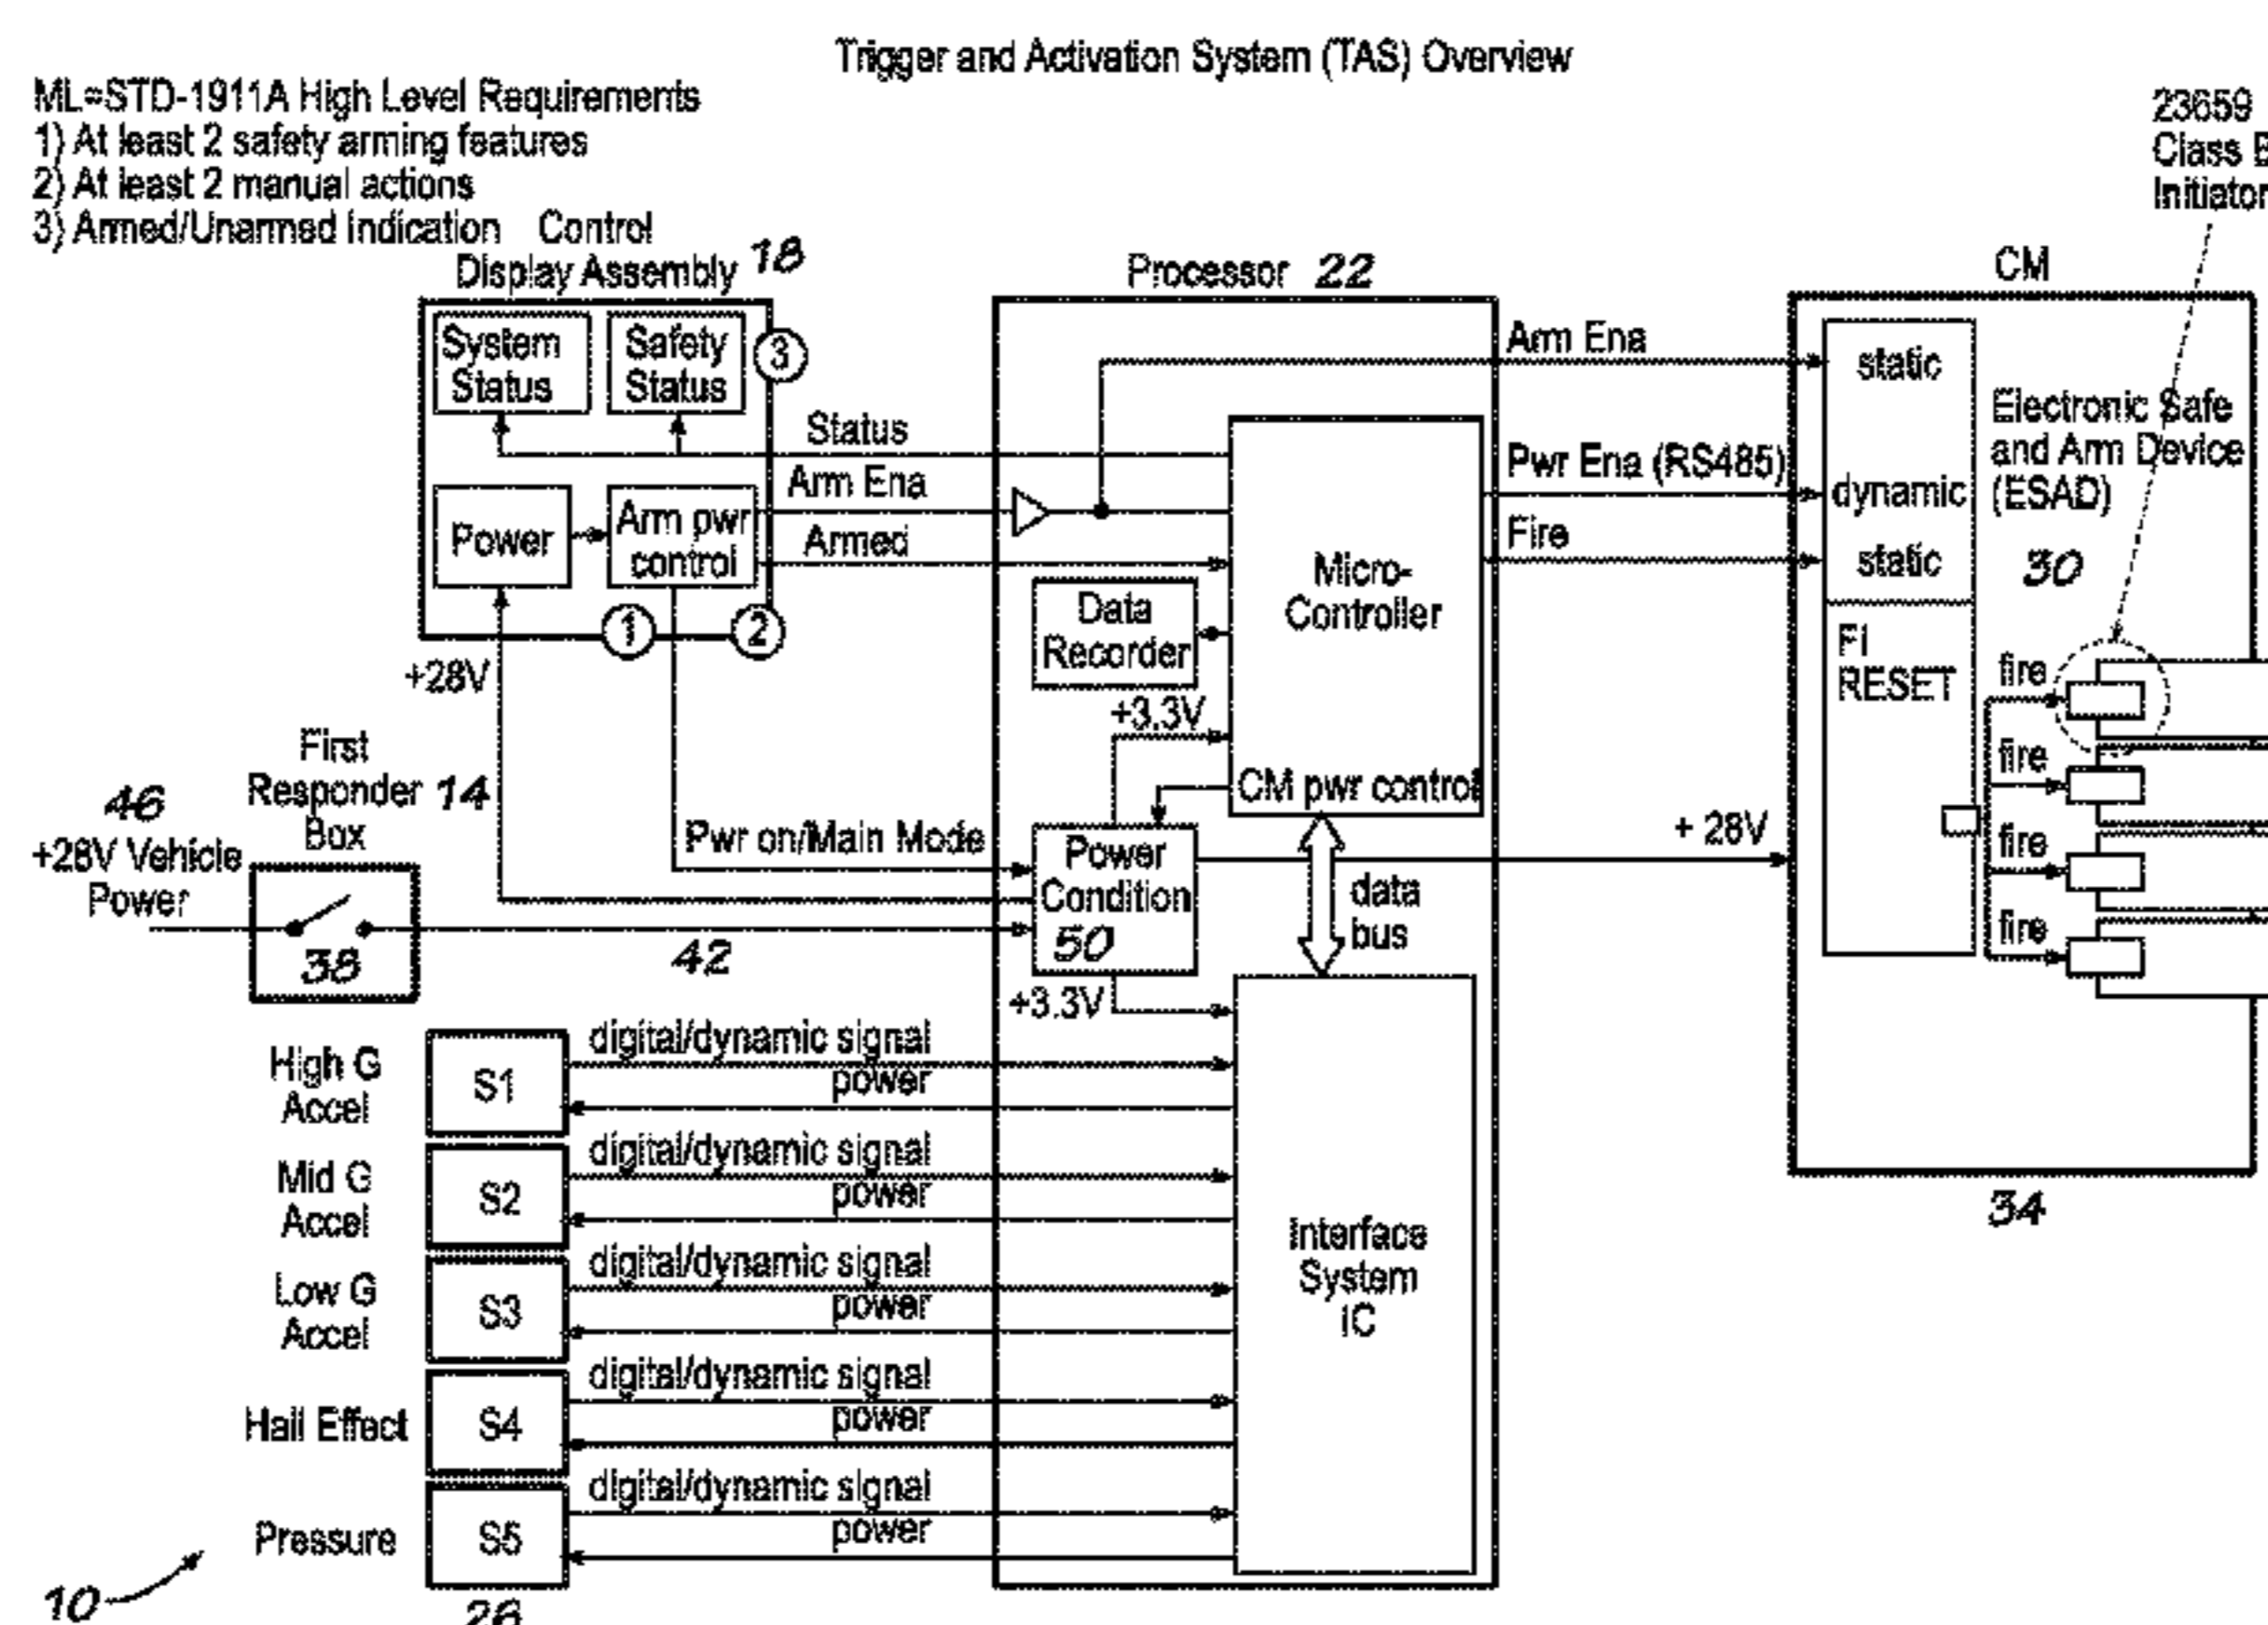 Trigger and Activation System (TAS) Overview
ML=STD-1911A High Level Requirements
1) At least 2 safety arming features
2) At least 2 manual actions
3) Armed/Unarmed Indication
Control
Display Assembly 18
System
Status
Safety
Status
3
Power
Arm pwr
control
1
2
Status
Arm Ena
Armed
+28V
First
Responder 14
Box
46
+28V Vehicle
Power
38
42
Pwr on/Main Mode
Processor 22
Micro-
Controller
Data
Recorder
+3.3V
CM pwr control
Power
Condition
50
+3.3V
data
bus
Interface
System
IC
Arm Ena
Pwr Ena (RS485)
Fire
+ 28V
CM
23659
Class
Initiator
static
dynamic
static
Electronic Safe
and Arm Device
(ESAD)
30
FI
RESET
fire
fire
fire
fire
34
High G
Accel
S1
digital/dynamic signal
power
Mid G
Accel
S2
digital/dynamic signal
power
Low G
Accel
S3
digital/dynamic signal
power
Hall Effect
S4
digital/dynamic signal
power
Pressure
S5
digital/dynamic signal
power
10
26